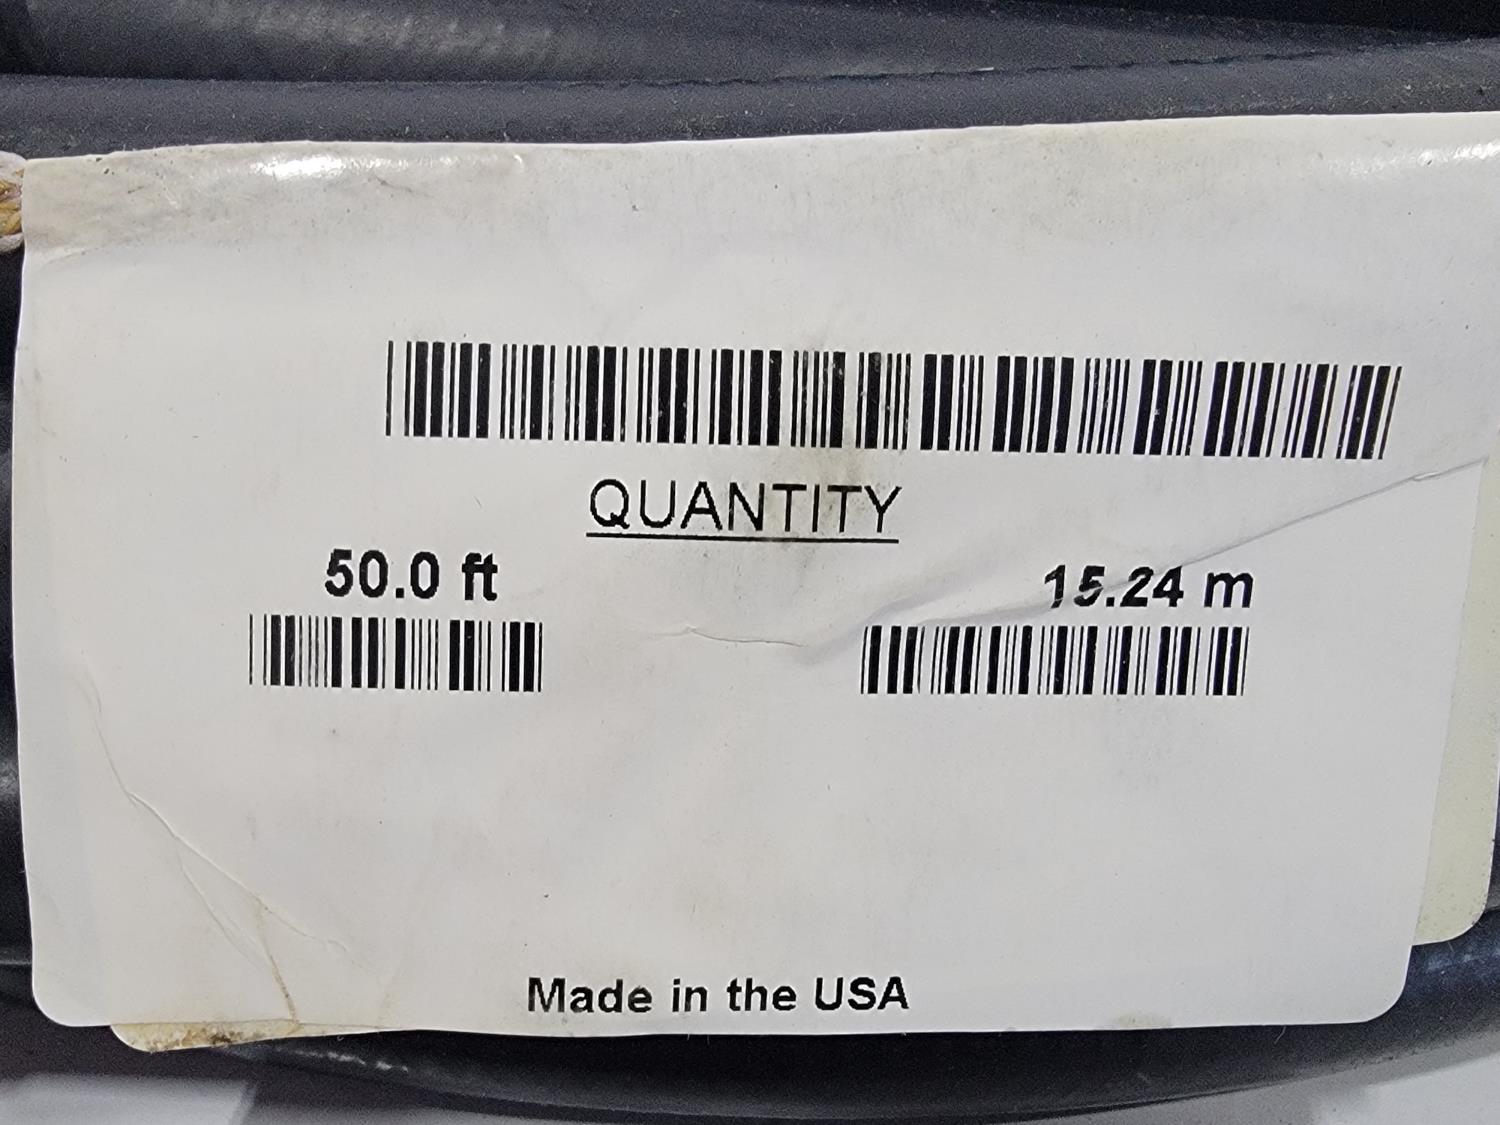 QUANTITY
50.0 ft 15.24 m
Made in the USA